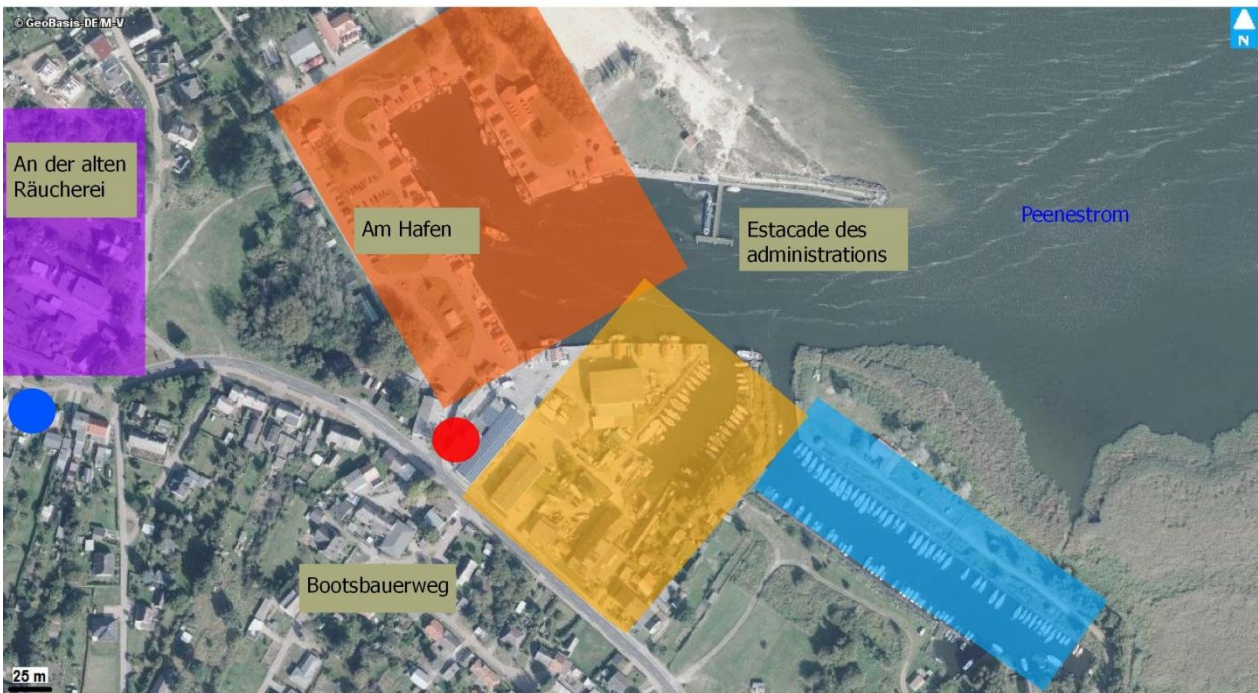 © GeoBasis-DE/M-V
N
An der alten
Räucherei
Am Hafen
Estacade des
administrations
Peenestrom
Bootsbauerweg
25 m